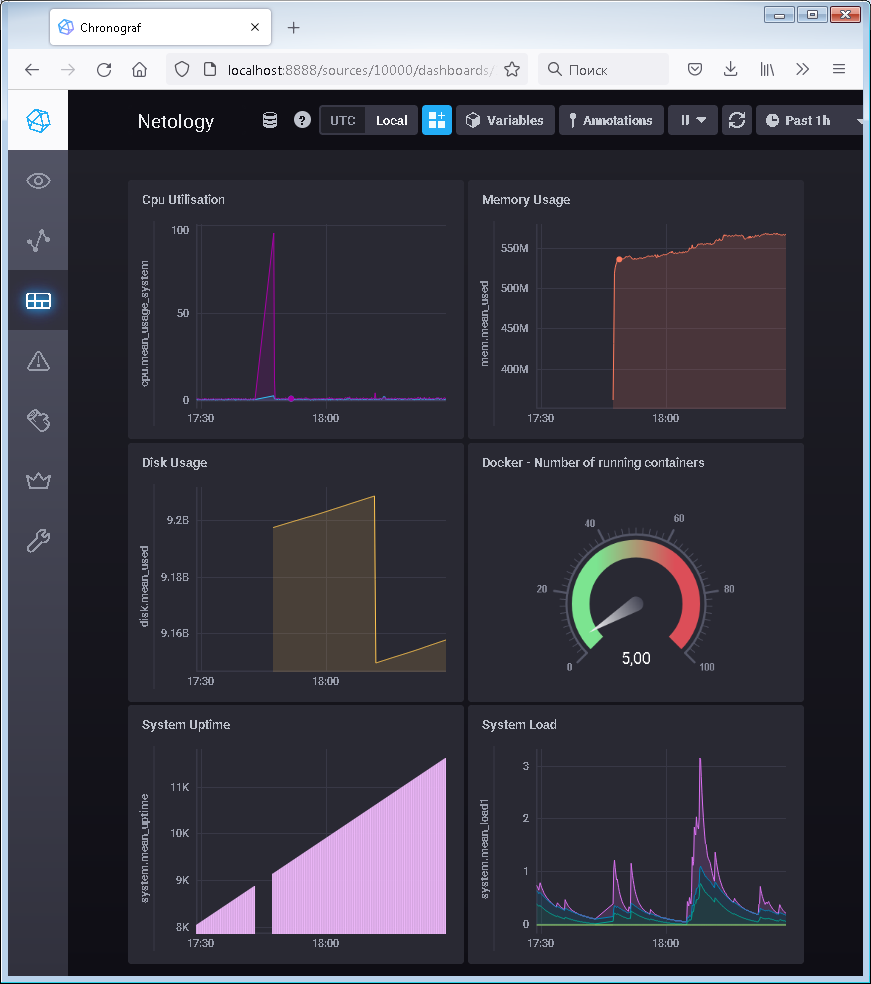 Chronograf
localhost:8888/sources/10000/dashboards/
Поиск
Netology
UTC
Local
Variables
Annotations
Past 1h
Cpu Utilisation
cpu.mean_usage_system
100
50
0
17:30
18:00
Memory Usage
mem.mean_used
550M
500M
450M
400M
17:30
18:00
Disk Usage
disk.mean_used
9.2B
9.18B
9.16B
17:30
18:00
Docker - Number of running containers
0
20
40
60
80
100
5,00
System Uptime
system.mean_uptime
11K
10K
9K
8K
17:30
18:00
System Load
system.mean_load1
3
2
1
0
17:30
18:00